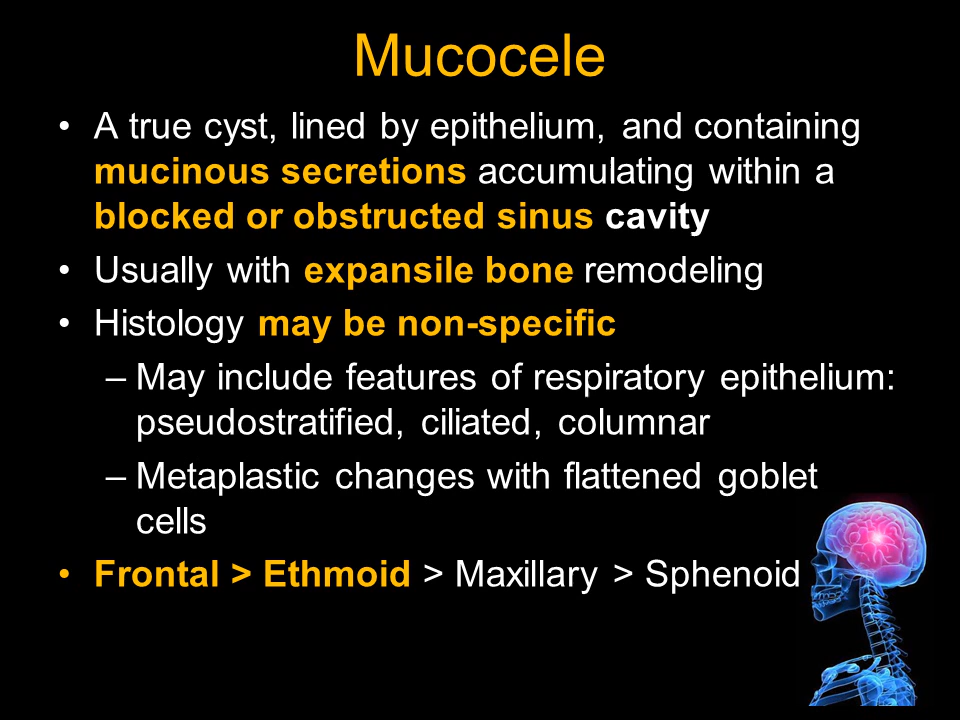 Mucocele
• A true cyst, lined by epithelium, and containing
mucinous secretions accumulating within a
blocked or obstructed sinus cavity
• Usually with expansile bone remodeling
• Histology may be non-specific
– May include features of respiratory epithelium:
pseudostratified, ciliated, columnar
– Metaplastic changes with flattened goblet
cells
• Frontal > Ethmoid > Maxillary > Sphenoid